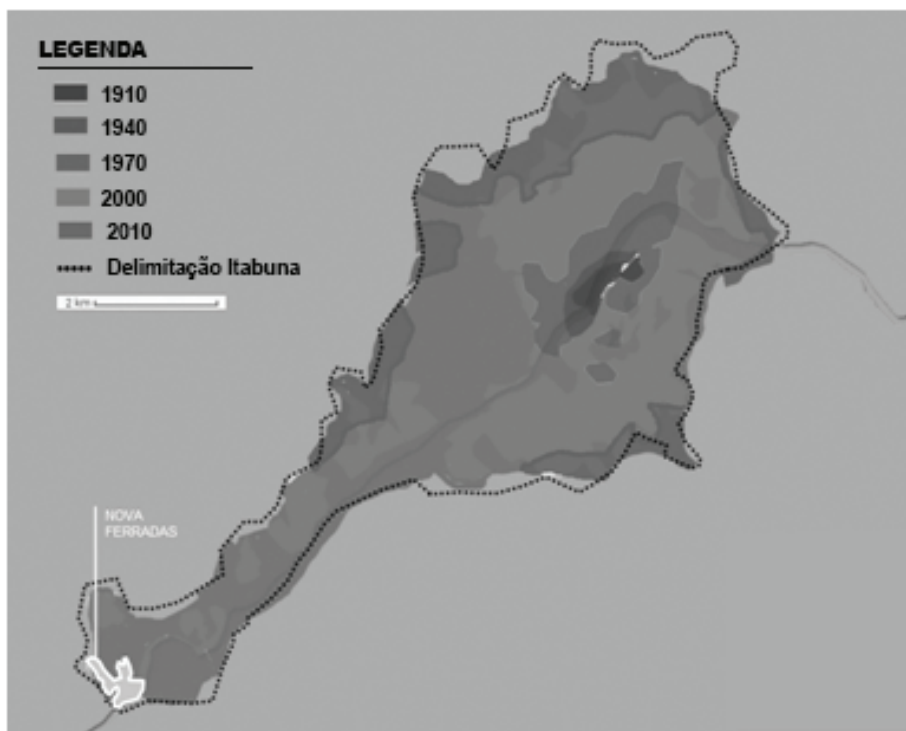 LEGENDA
1910
1940
1970
2000
2010
Delimitação Itabuna
2 km
NOVA
FERRADAS